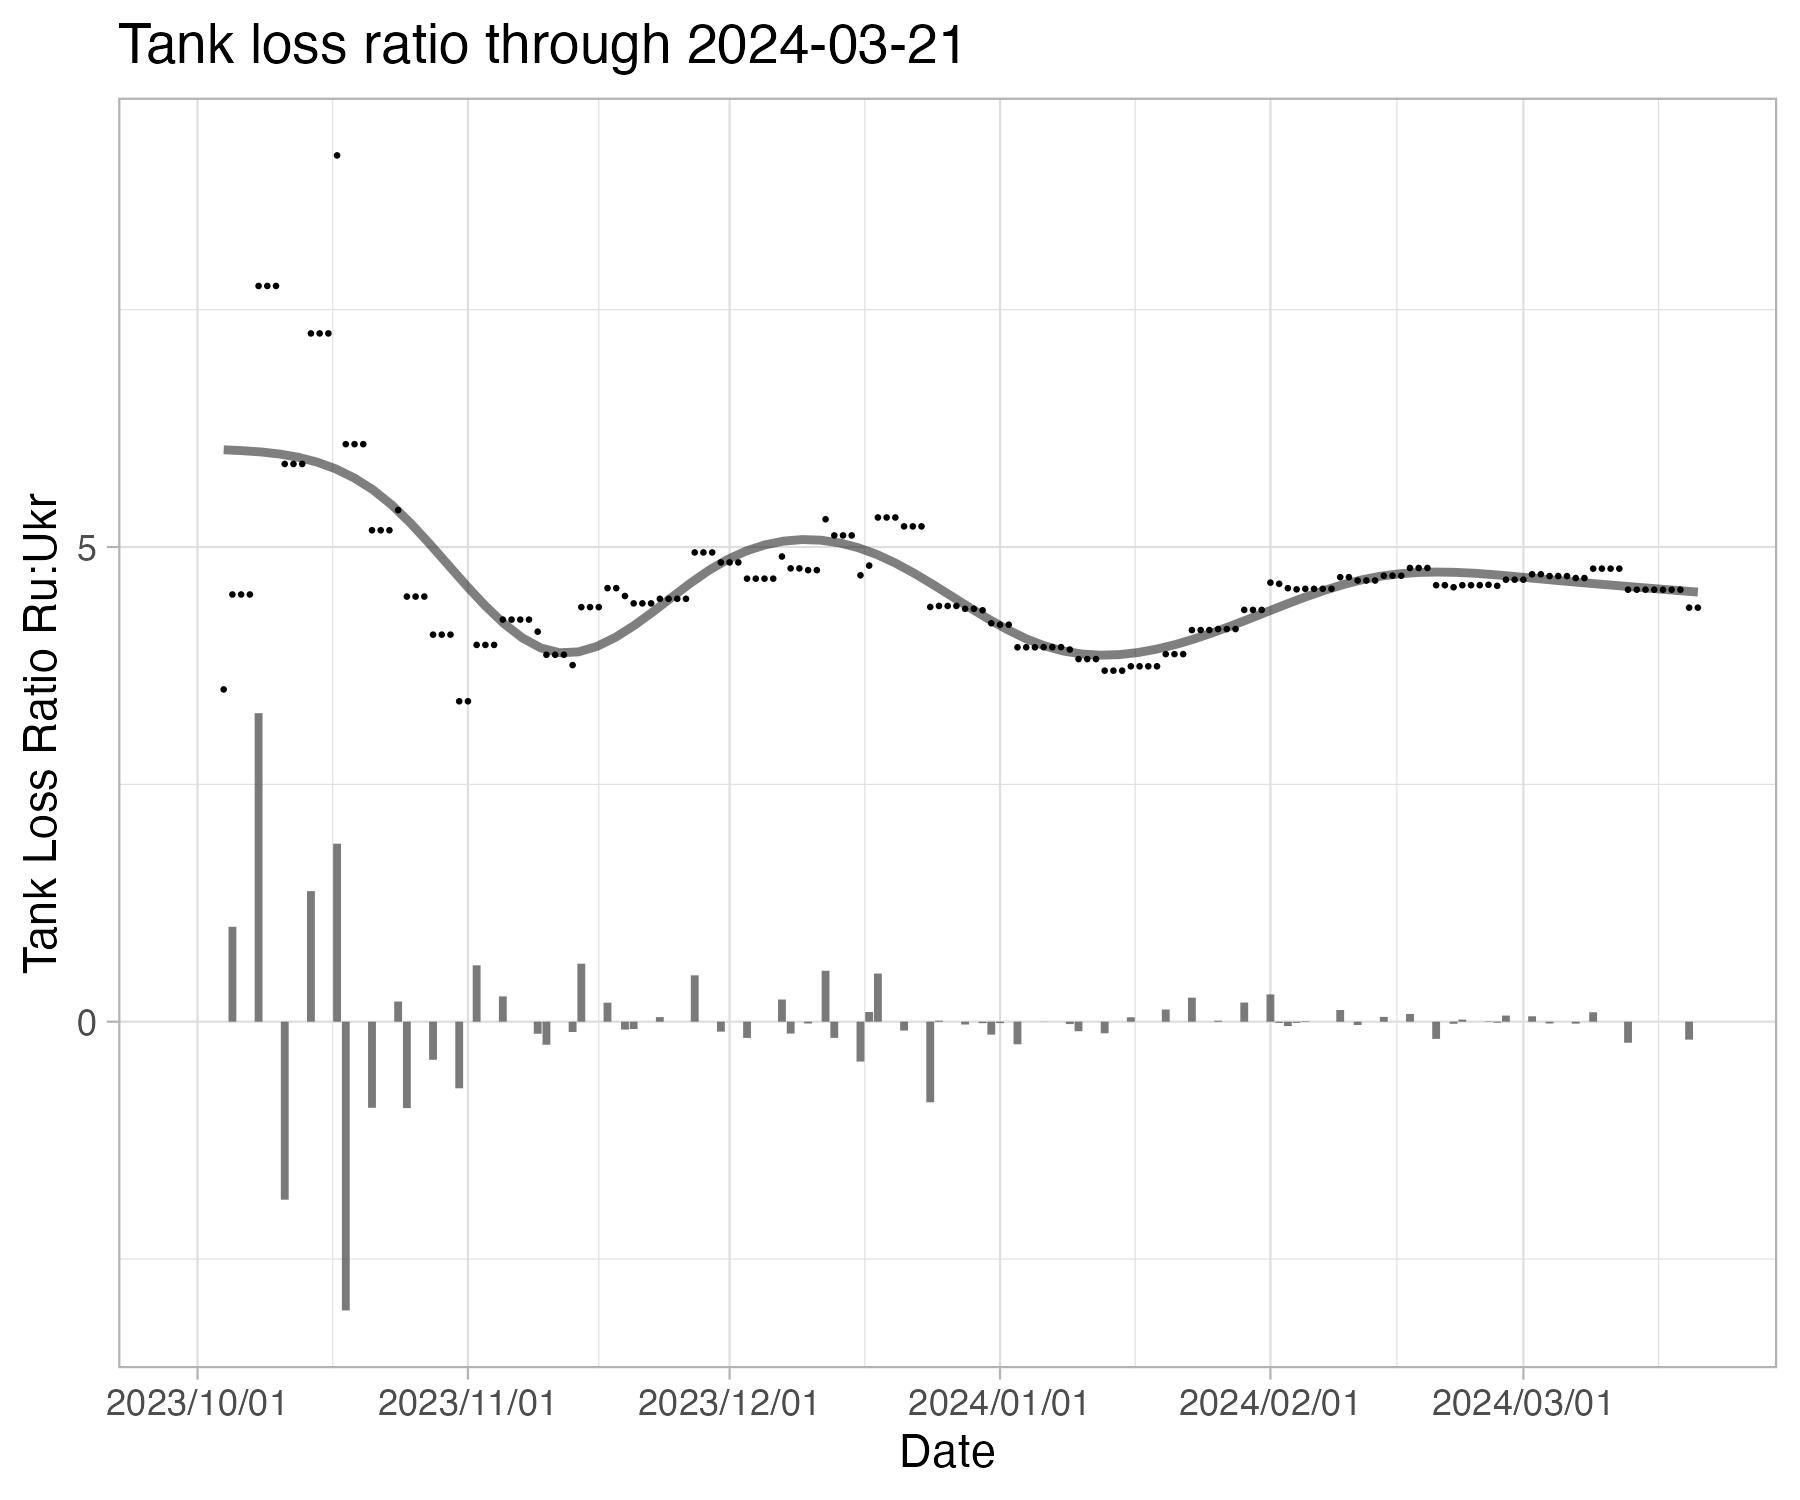 Tank loss ratio through 2024-03-21
Tank Loss Ratio Ru:Ukr
5
0
2023/10/01 2023/11/01 2023/12/01 2024/01/01 2024/02/01 2024/03/01
Date